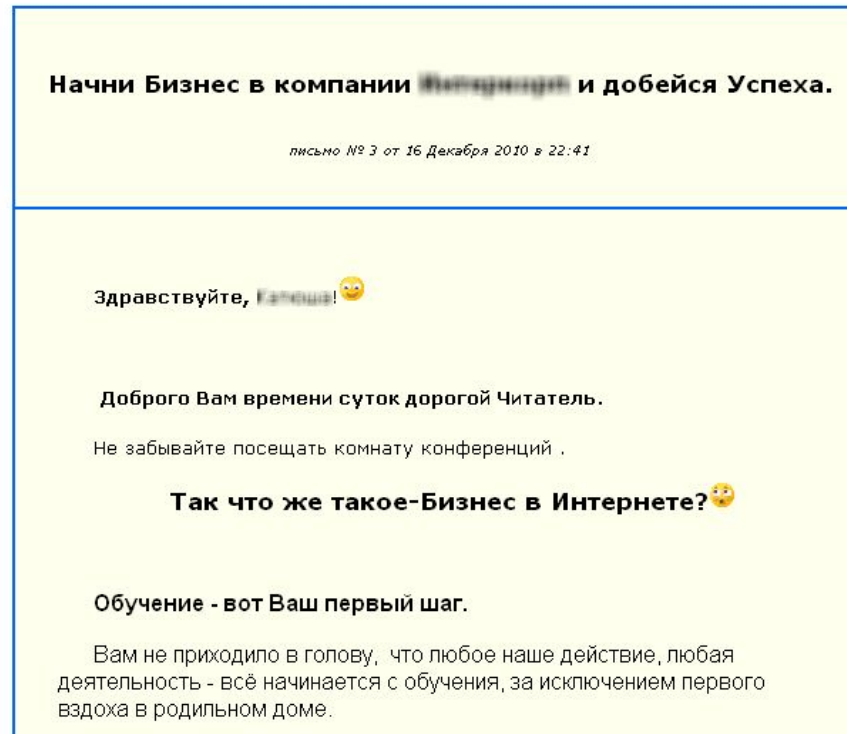 Начни Бизнес в компании и добейся Успеха.
письмо № 3 от 16 Декабря 2010 в 22:41
Здравствуйте, !
Доброго Вам времени суток дорогой Читатель.
Не забывайте посещать комнату конференций .
Так что же такое-Бизнес в Интернете?
Обучение - вот Ваш первый шаг.
Вам не приходило в голову, что любое наше действие, любая
деятельность - всё начинается с обучения, за исключением первого
вздоха в родильном доме.